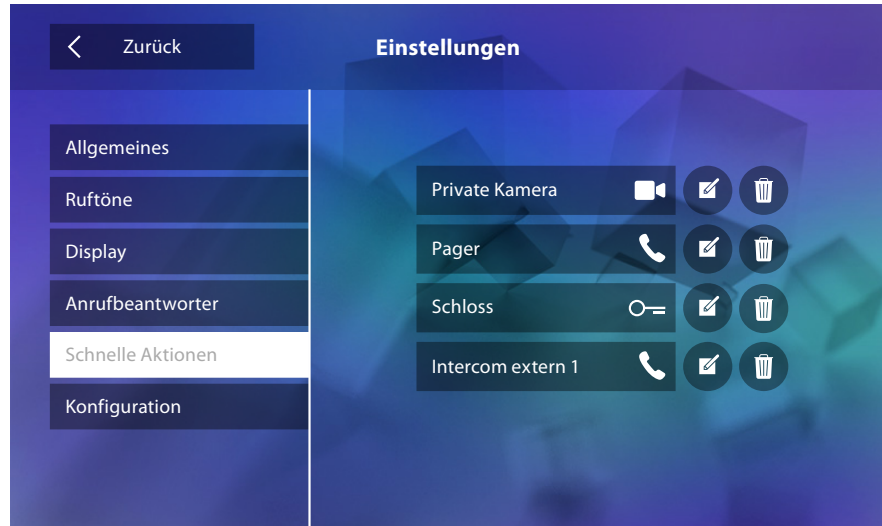 Zurück
Einstellungen
Allgemeines
Ruftöne
Display
Anrufbeantworter
Schnelle Aktionen
Konfiguration
Private Kamera
Pager
Schloss
Intercom extern 1